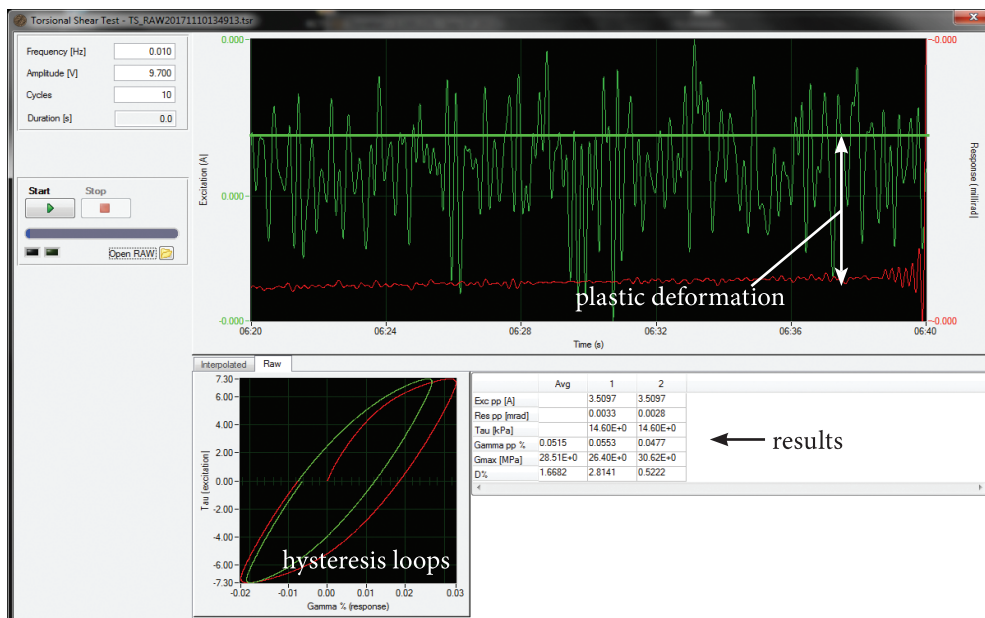 Torsional Shear Test - TS_RAW20171110134913.tsr
Frequency [Hz] 0.010
Amplitude [V] 9.700
Cycles 10
Duration [s] 0.0
Start Stop
Open RAW
0.000
0.000
-0.000
Excitation [A]
-0.000
-0.000
Response [millirad]
plastic deformation
06:20 06:24 06:28 06:32 06:36 06:40
Time (s)
Interpolated Raw
7.30
6.00
4.00
2.00
0.00
-2.00
-4.00
-6.00
-7.30
Tau [excitation]
hysteresis loops
-0.02 -0.01 0.00 0.01 0.02 0.03
Gamma % (response)
Avg 1 2
Exc pp [A] 3.5097 3.5097
Res pp [mrad] 0.0033 0.0028
Tau [kPa] 14.60E+0 14.60E+0
Gamma pp % 0.0515 0.0553 0.0477
Gmax [MPa] 28.51E+0 26.40E+0 30.62E+0
D% 1.6682 2.8141 0.5222
results